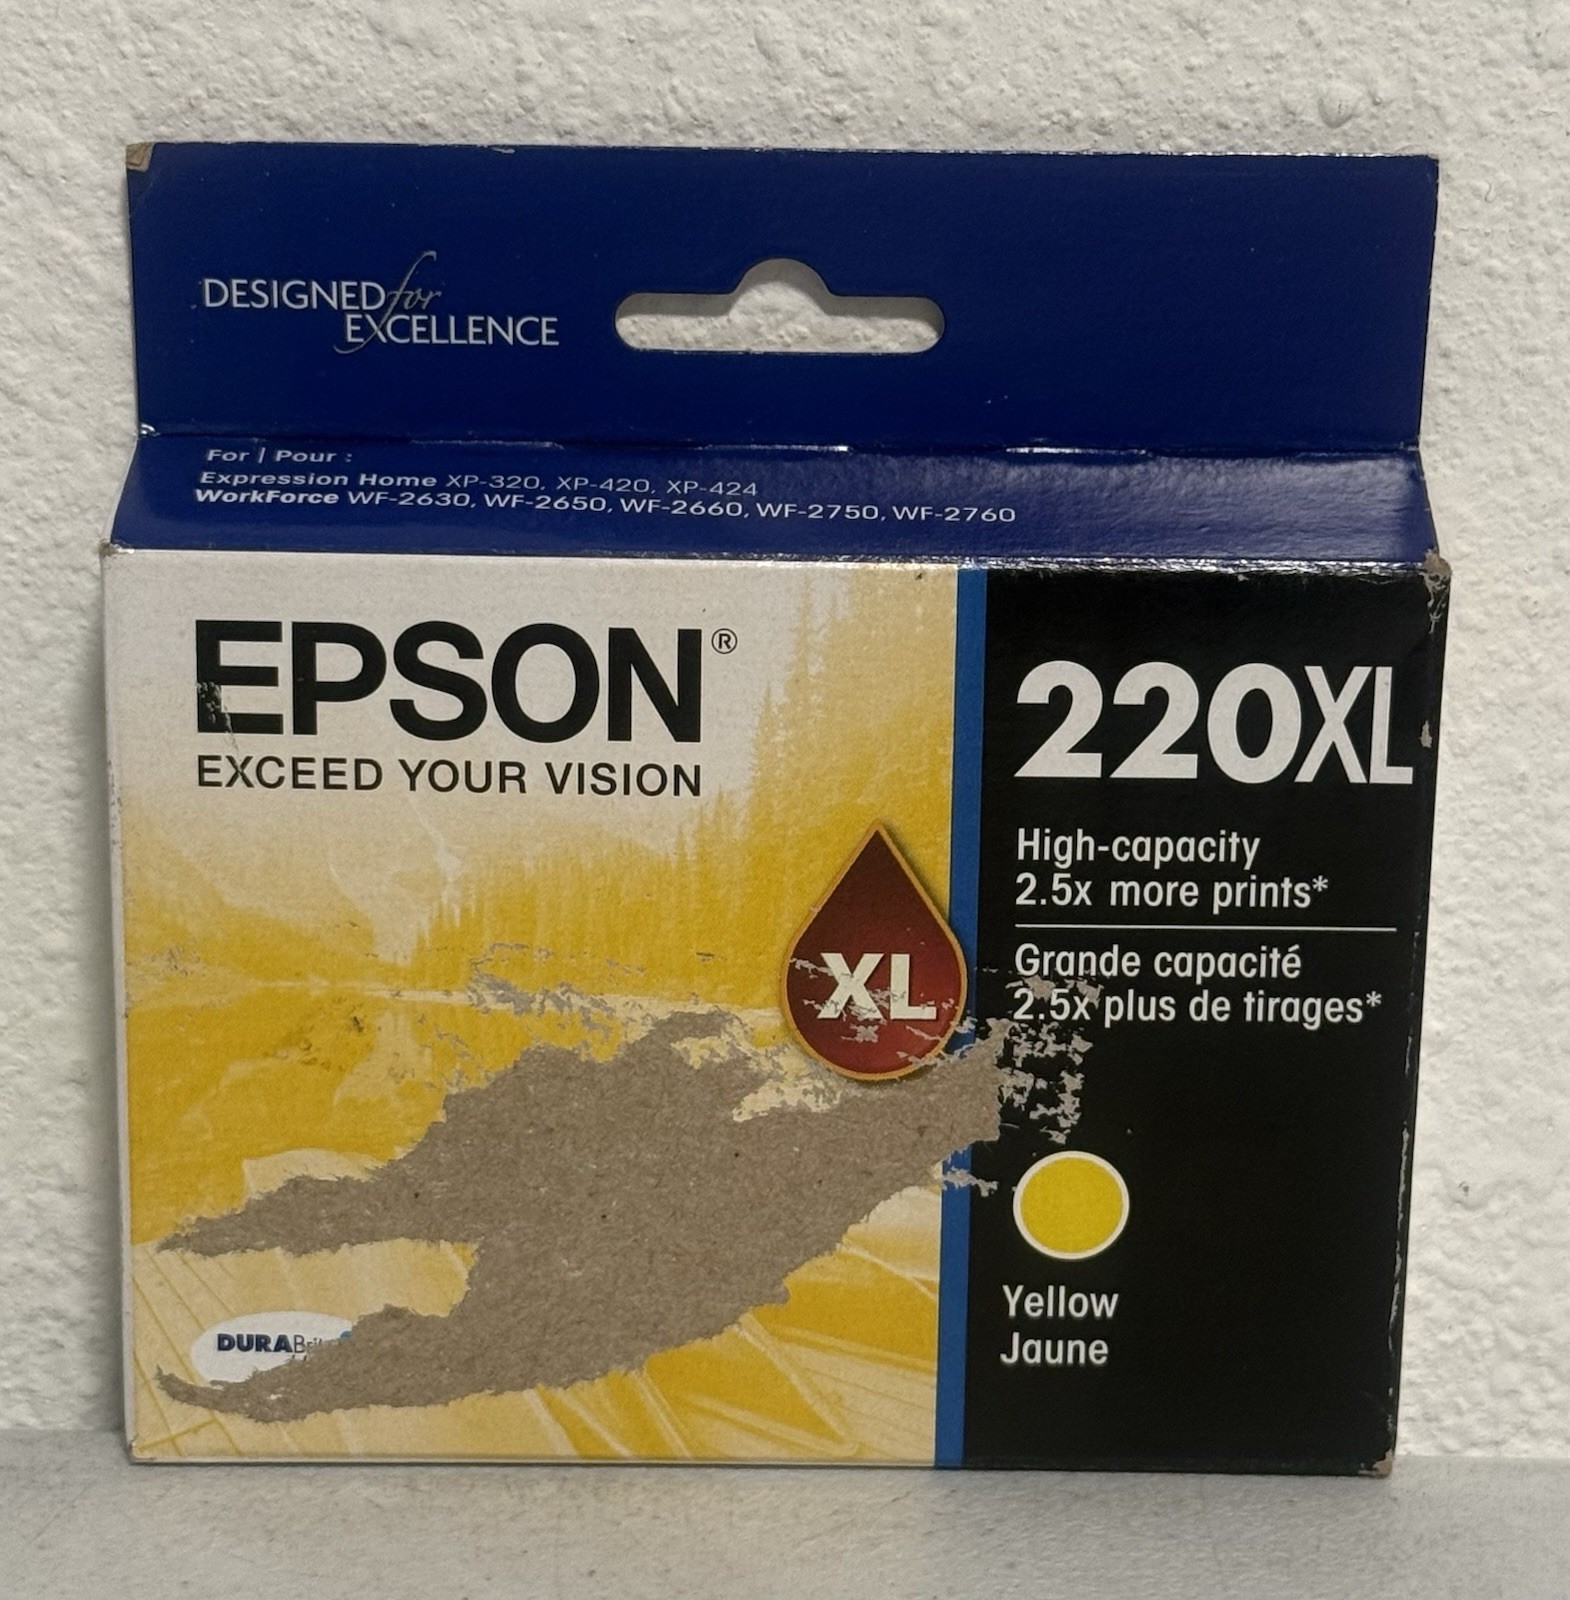 DESIGNED for
EXCELLENCE
For | Pour :
Expression Home XP-320, XP-420, XP-424
WorkForce WF-2630, WF-2650, WF-2660, WF-2750, WF-2760
EPSON®
EXCEED YOUR VISION
220XL
High-capacity
2.5x more prints*
Grande capacité
2.5x plus de tirages*
XL
Yellow
Jaune
DURA